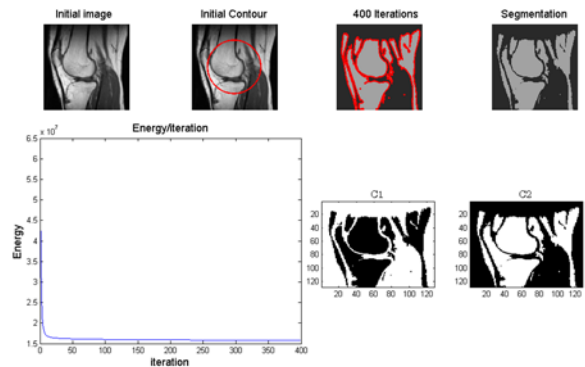 Initial image
Initial Contour
400 Iterations
Segmentation
Energy/iteration
x 10^7
6.5
6
5.5
5
4.5
4
3.5
3
2.5
2
1.5
Energy
0 50 100 150 200 250 300 350 400
iteration
C1
20
40
60
80
100
120
20 40 60 80 100 120
C2
20
40
60
80
100
120
20 40 60 80 100 120